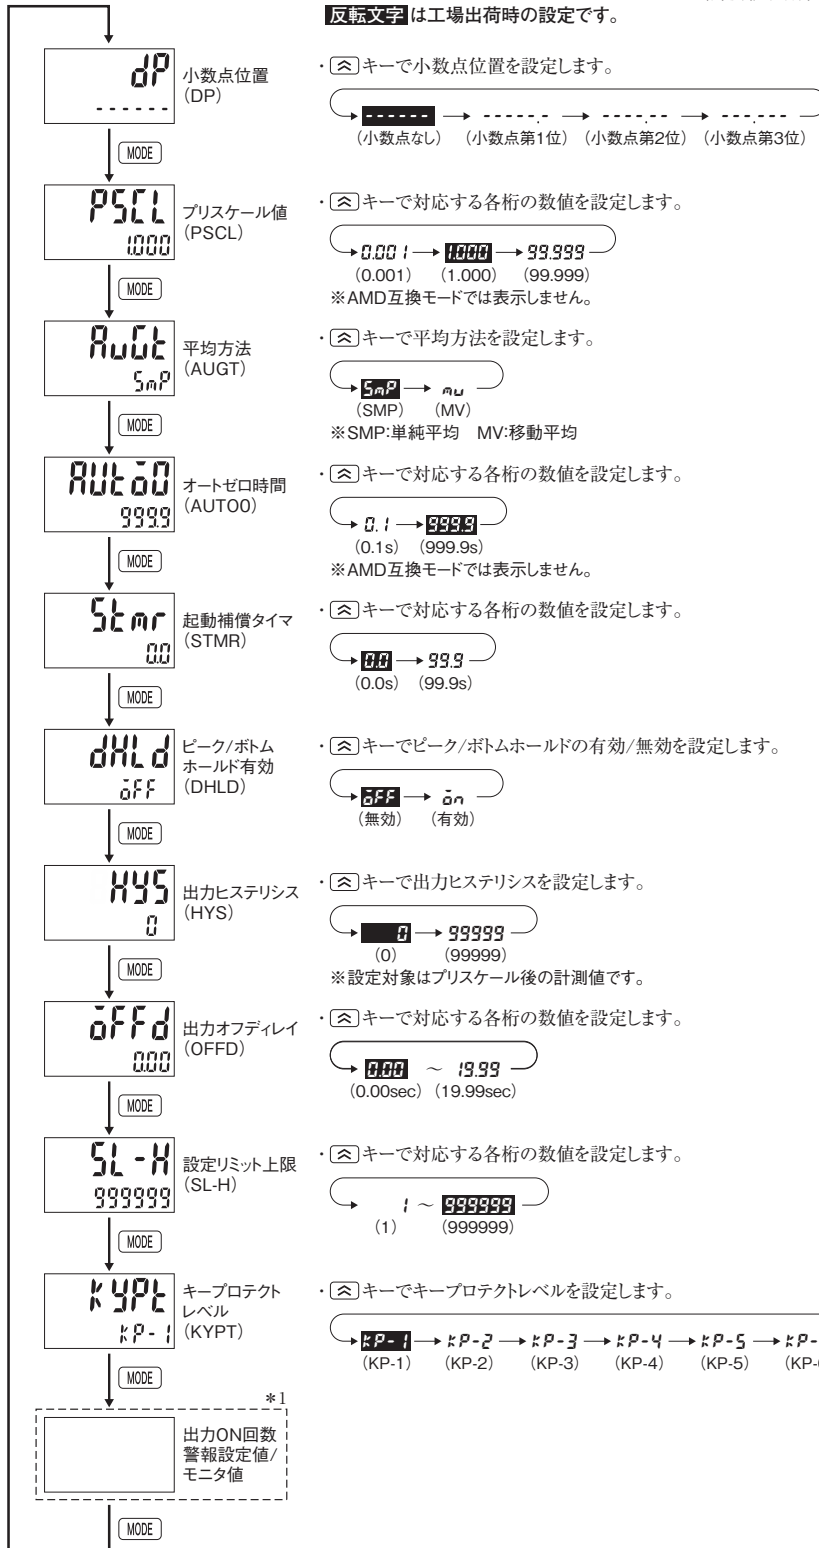 反転文字は工場出荷時の設定です。
dP
------
小数点位置
(DP)
・キーで小数点位置を設定します。
------ → -----.- → ----.-- → ---.---
(小数点なし) (小数点第1位) (小数点第2位) (小数点第3位)
MODE
PSCL
1.000
プリスケール値
(PSCL)
・キーで対応する各桁の数値を設定します。
0.001 → 1.000 → 99.999
(0.001) (1.000) (99.999)
※AMD互換モードでは表示しません。
MODE
AuGt
SmP
平均方法
(AUGT)
・キーで平均方法を設定します。
SmP → mu
(SMP) (MV)
※SMP:単純平均 MV:移動平均
MODE
AUto0
999.9
オートゼロ時間
(AUTO0)
・キーで対応する各桁の数値を設定します。
0.1 → 999.9
(0.1s) (999.9s)
※AMD互換モードでは表示しません。
MODE
Stmr
0.0
起動補償タイマ
(STMR)
・キーで対応する各桁の数値を設定します。
0.0 → 99.9
(0.0s) (99.9s)
MODE
dHLd
oFF
ピーク/ボトム
ホールド有効
(DHLD)
・キーでピーク/ボトムホールドの有効/無効を設定します。
oFF → on
(無効) (有効)
MODE
HYS
0
出力ヒステリシス
(HYS)
・キーで出力ヒステリシスを設定します。
0 → 99999
(0) (99999)
※設定対象はプリスケール後の計測値です。
MODE
oFFd
0.00
出力オフディレイ
(OFFD)
・キーで対応する各桁の数値を設定します。
0.00 ～ 19.99
(0.00sec) (19.99sec)
MODE
SL-H
999999
設定リミット上限
(SL-H)
・キーで対応する各桁の数値を設定します。
1 ～ 999999
(1) (999999)
MODE
KYPt
KP-1
キープロテクト
レベル
(KYPT)
・キーでキープロテクトレベルを設定します。
KP-1 → KP-2 → KP-3 → KP-4 → KP-5 → KP-
(KP-1) (KP-2) (KP-3) (KP-4) (KP-5) (KP-
MODE
＊1
出力ON回数
警報設定値/
モニタ値
MODE